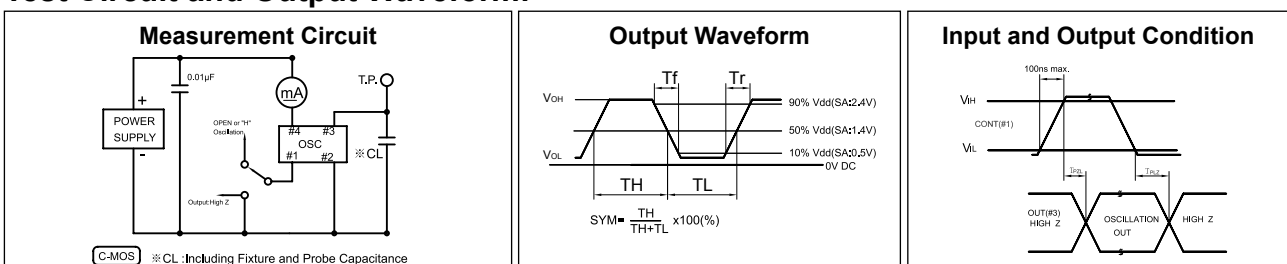 Test Circuit and Output Waveform
Measurement Circuit
0.01μF
T.P.
mA
+
POWER
SUPPLY
-
OPEN or "H"
Oscillation
#4 #3
OSC
#1 #2
※CL
Output:High Z
C-MOS ※CL :Including Fixture and Probe Capacitance
Output Waveform
Tf Tr
VOH
90% Vdd(SA:2.4V)
50% Vdd(SA:1.4V)
VOL
10% Vdd(SA:0.5V)
0V DC
TH TL
SYM= TH x100(%)
TH+TL
Input and Output Condition
100ns max.
VIH
CONT(#1)
VIL
TPZL TPLZ
OUT(#3)
HIGH Z
OSCILLATION
OUT
HIGH Z